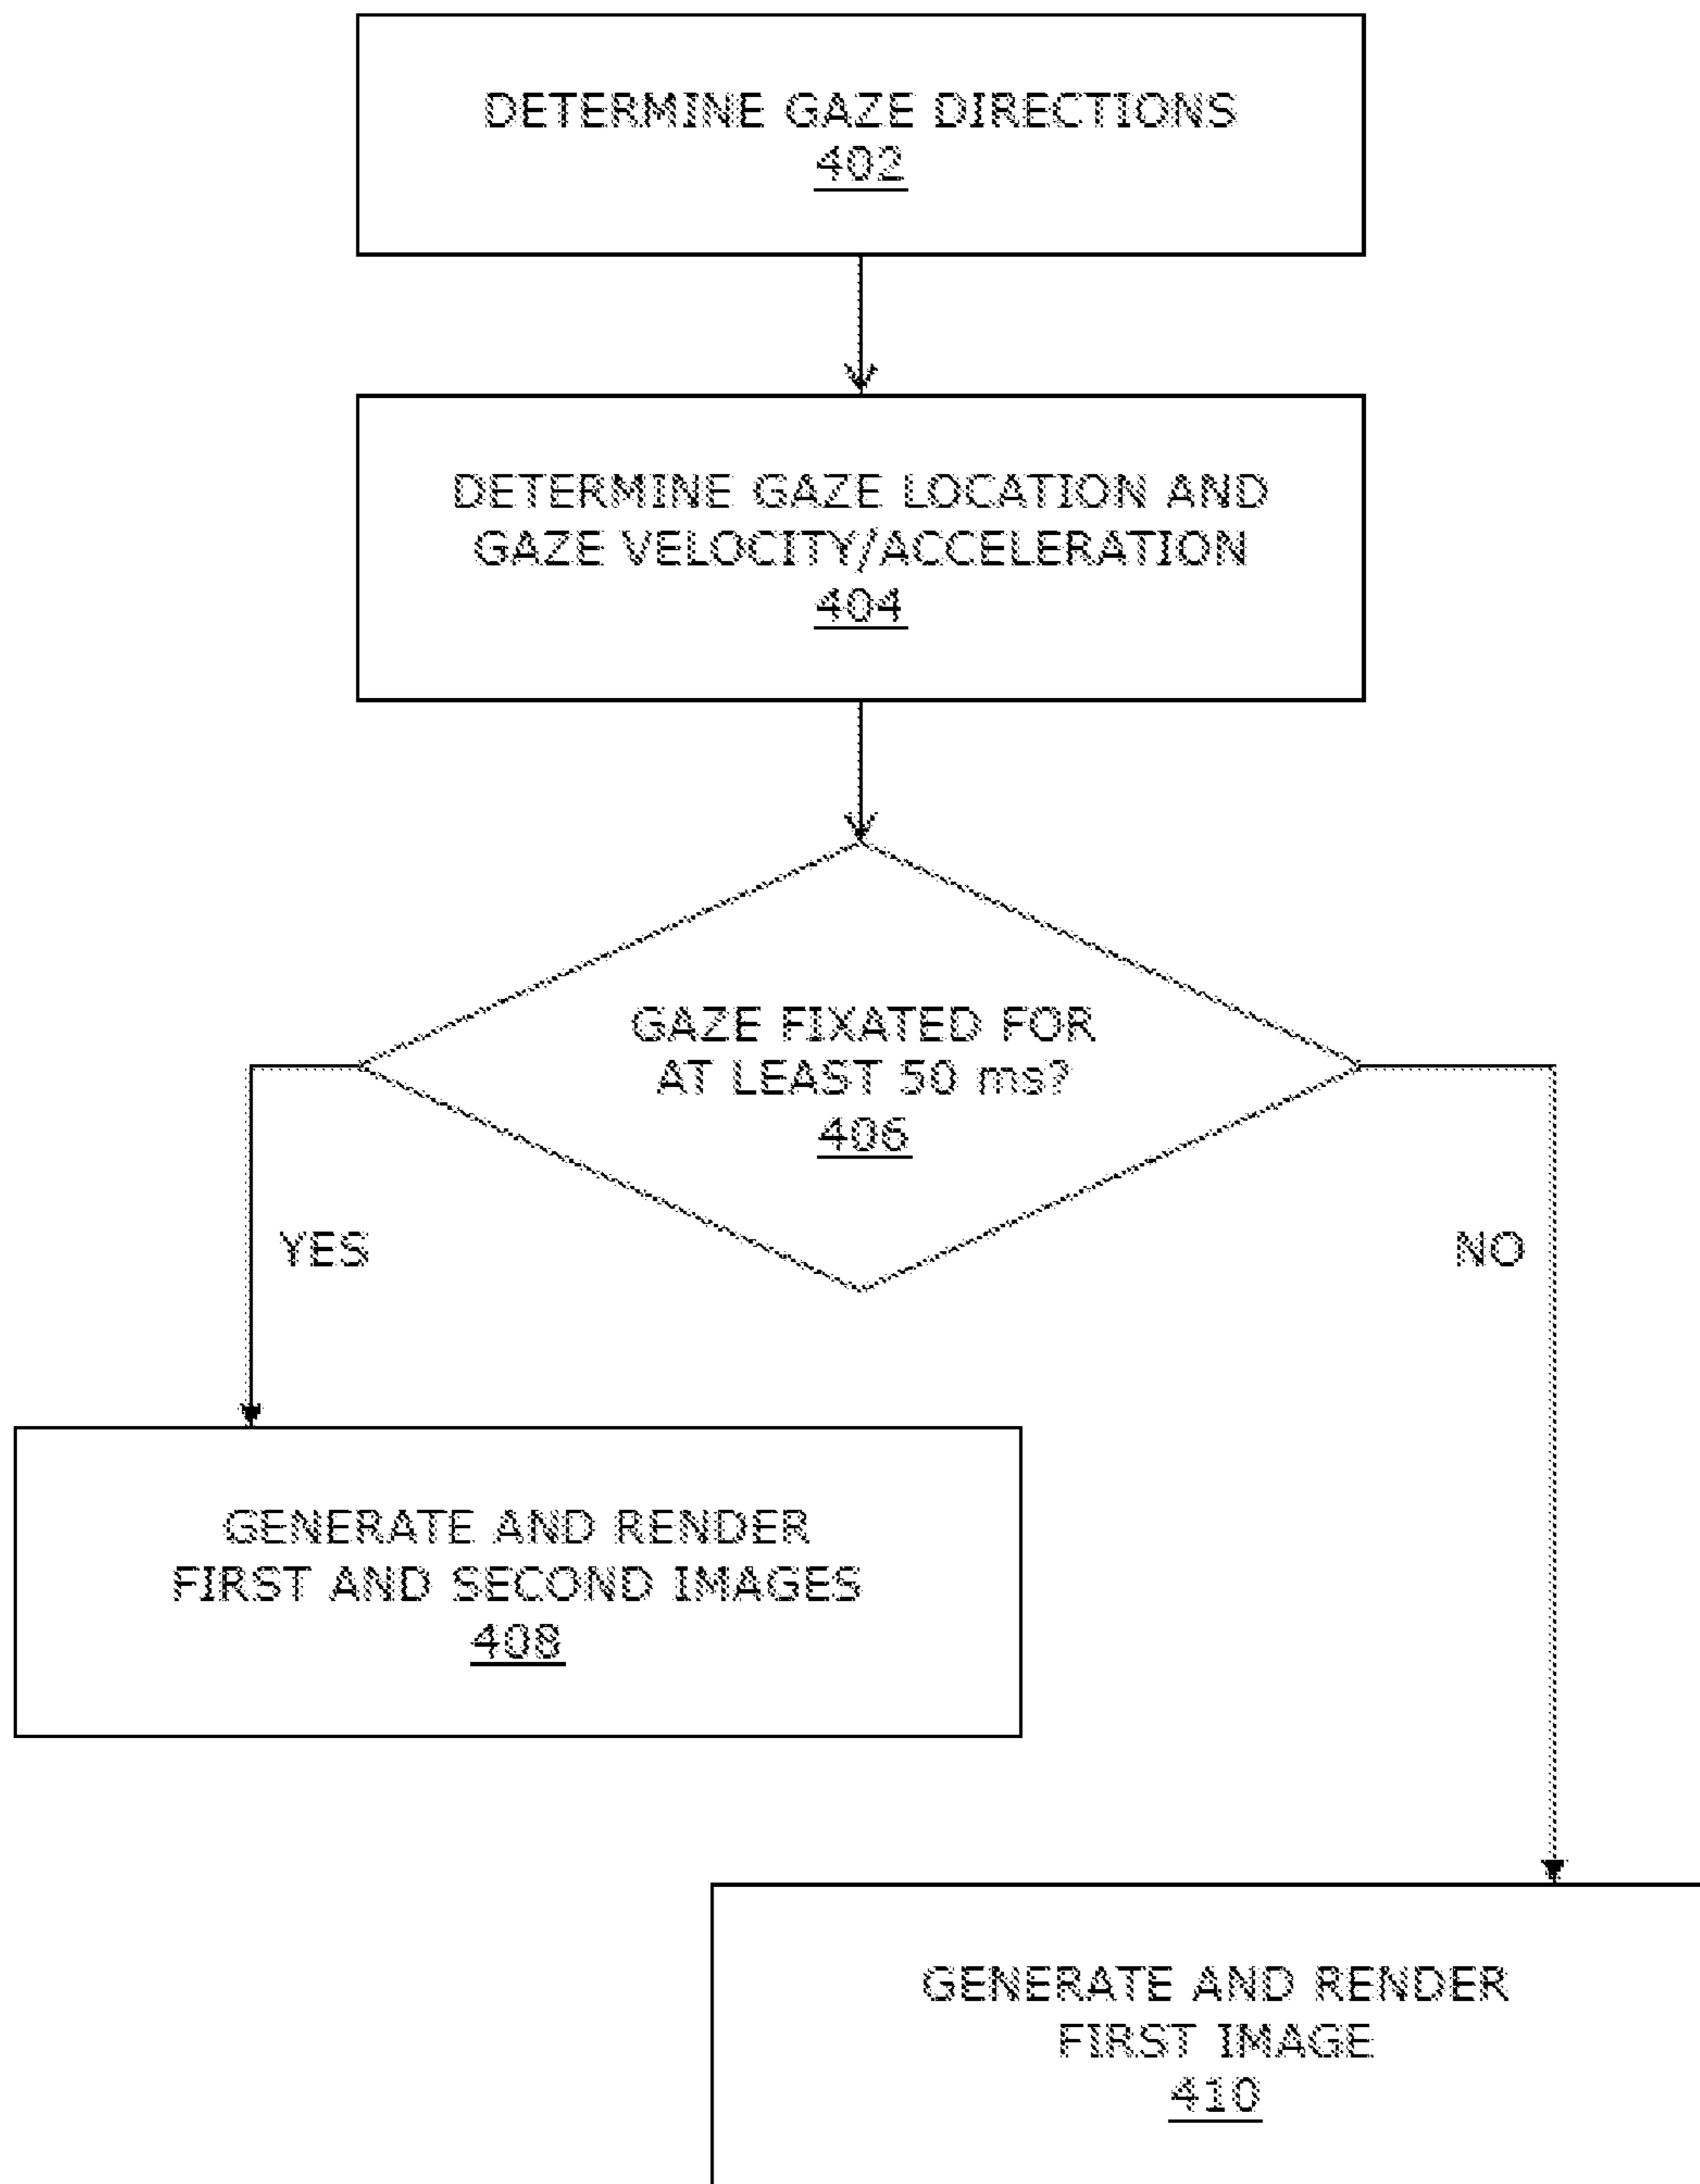 DETERMINE GAZE DIRECTIONS
402
DETERMINE GAZE LOCATION AND
GAZE VELOCITY/ACCELERATION
404
GAZE FIXATED FOR
AT LEAST 50 ms?
406
YES
NO
GENERATE AND RENDER
FIRST AND SECOND IMAGES
408
GENERATE AND RENDER
FIRST IMAGE
410